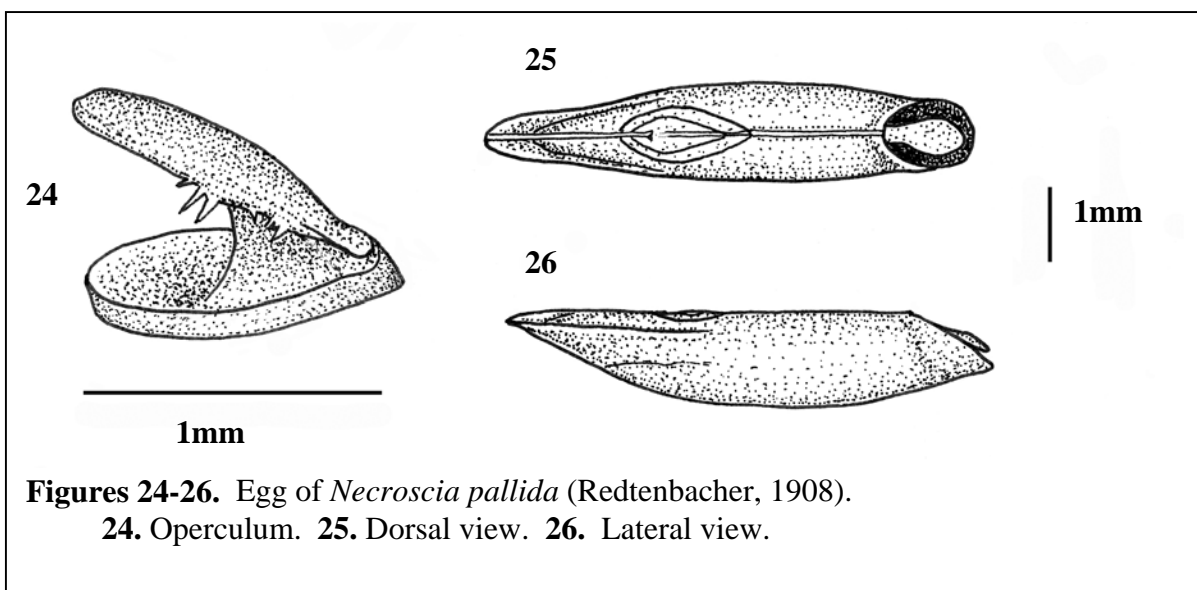 25
24
1mm
26
1mm
Figures 24-26. Egg of Necroscia pallida (Redtenbacher, 1908).
24. Operculum. 25. Dorsal view. 26. Lateral view.